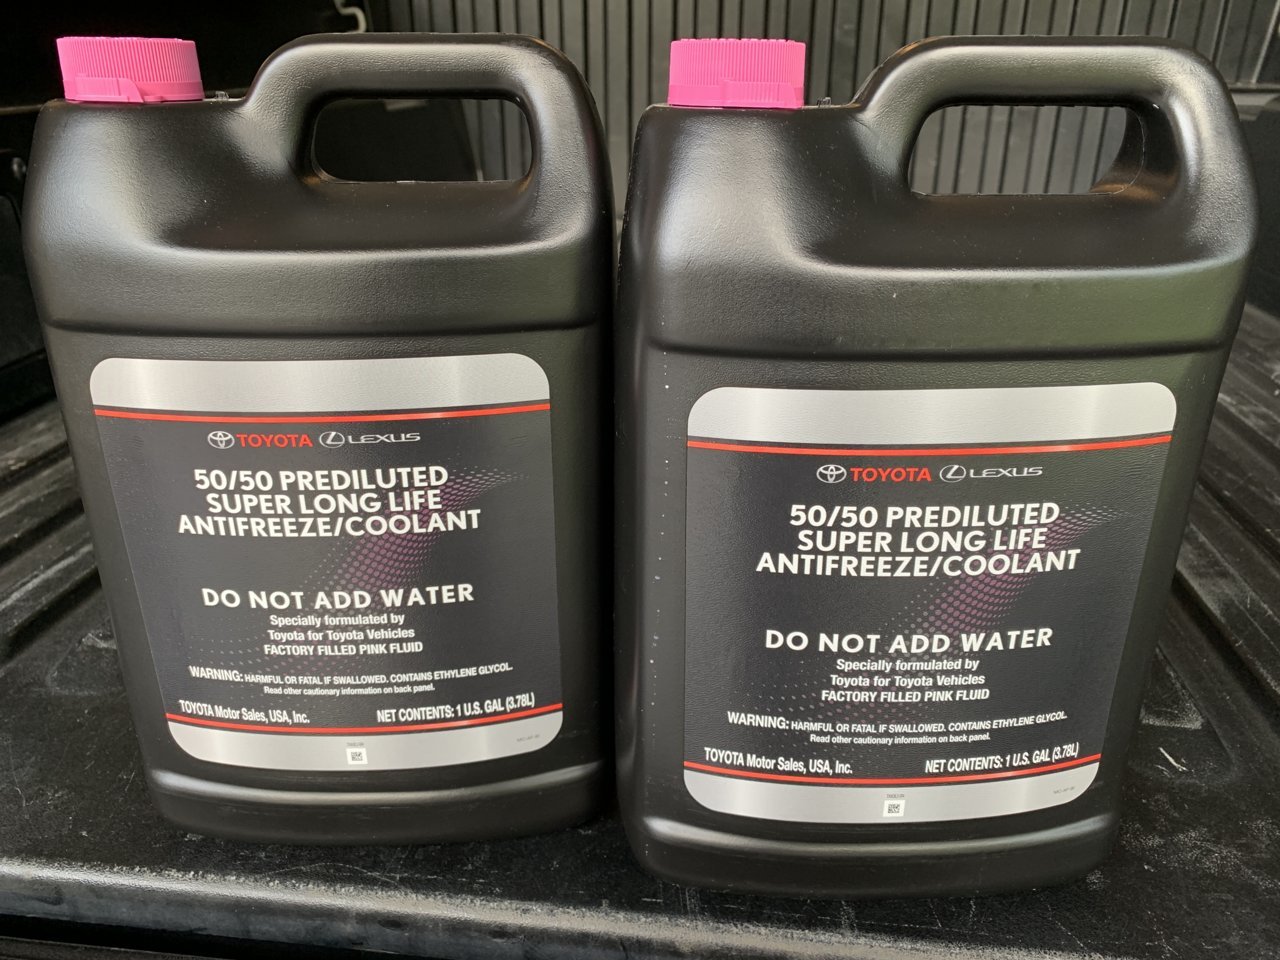 TOYOTA LEXUS
50/50 PREDILUTED
SUPER LONG LIFE
ANTIFREEZE/COOLANT
DO NOT ADD WATER
Specially formulated by
Toyota for Toyota Vehicles
FACTORY FILLED PINK FLUID
WARNING: HARMFUL OR FATAL IF SWALLOWED. CONTAINS ETHYLENE GLYCOL.
Read other cautionary information on back panel.
TOYOTA Motor Sales, USA, Inc. NET CONTENTS: 1 U.S. GAL (3.78L)
TOYOTA LEXUS
50/50 PREDILUTED
SUPER LONG LIFE
ANTIFREEZE/COOLANT
DO NOT ADD WATER
Specially formulated by
Toyota for Toyota Vehicles
FACTORY FILLED PINK FLUID
WARNING: HARMFUL OR FATAL IF SWALLOWED. CONTAINS ETHYLENE GLYCOL.
Read other cautionary information on back panel.
TOYOTA Motor Sales, USA, Inc. NET CONTENTS: 1 U.S. GAL (3.78L)